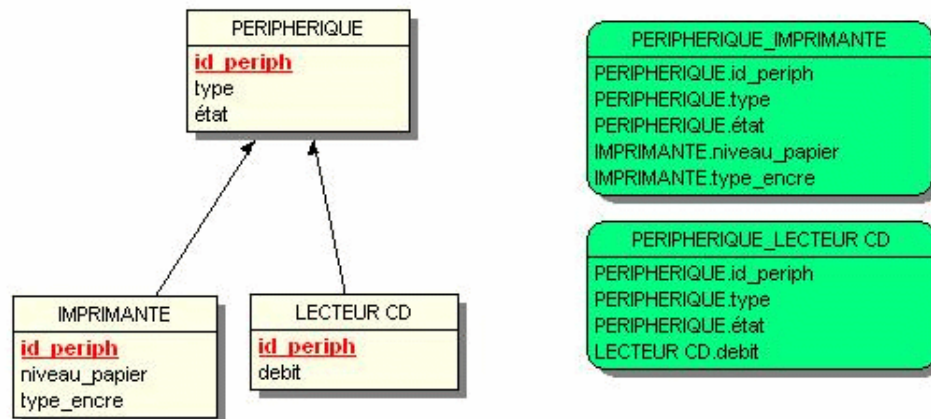 PERIPHERIQUE
id_periph
type
état
IMPRIMANTE
id_periph
niveau_papier
type_encre
LECTEUR CD
id_periph
debit
PERIPHERIQUE_IMPRIMANTE
PERIPHERIQUE.id_periph
PERIPHERIQUE.type
PERIPHERIQUE.état
IMPRIMANTE.niveau_papier
IMPRIMANTE.type_encre
PERIPHERIQUE_LECTEUR CD
PERIPHERIQUE.id_periph
PERIPHERIQUE.type
PERIPHERIQUE.état
LECTEUR CD.debit